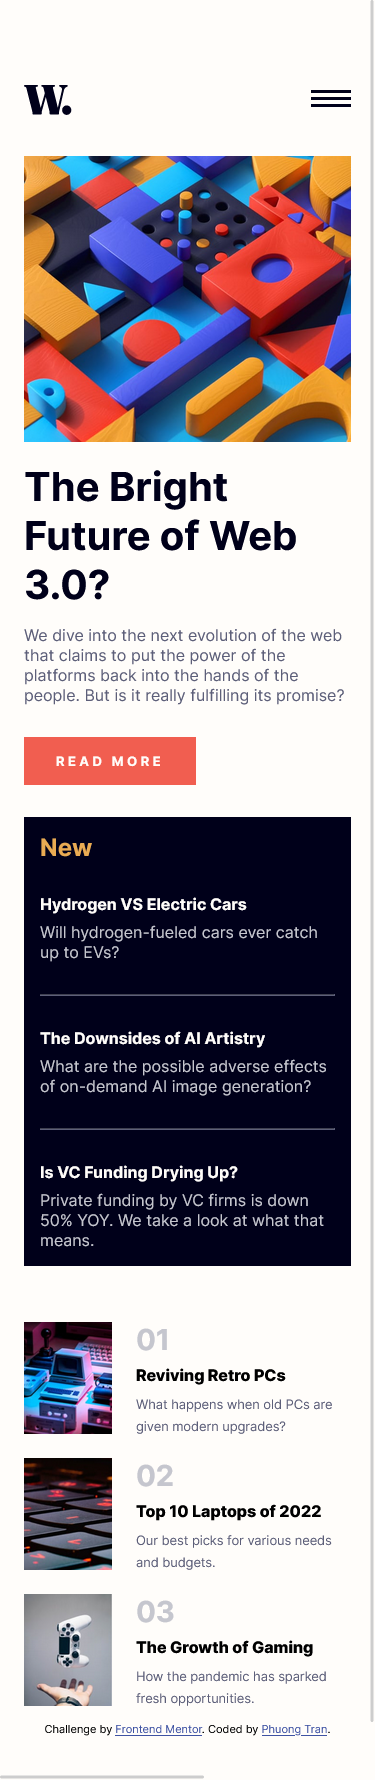 W.
The Bright
Future of Web
3.0?
We dive into the next evolution of the web
that claims to put the power of the
platforms back into the hands of the
people. But is it really fulfilling its promise?
READ MORE
New
Hydrogen VS Electric Cars
Will hydrogen-fueled cars ever catch
up to EVs?
The Downsides of AI Artistry
What are the possible adverse effects
of on-demand AI image generation?
Is VC Funding Drying Up?
Private funding by VC firms is down
50% YOY. We take a look at what that
means.
01
Reviving Retro PCs
What happens when old PCs are
given modern upgrades?
02
Top 10 Laptops of 2022
Our best picks for various needs
and budgets.
03
The Growth of Gaming
How the pandemic has sparked
fresh opportunities.
Challenge by Frontend Mentor. Coded by Phuong Tran.